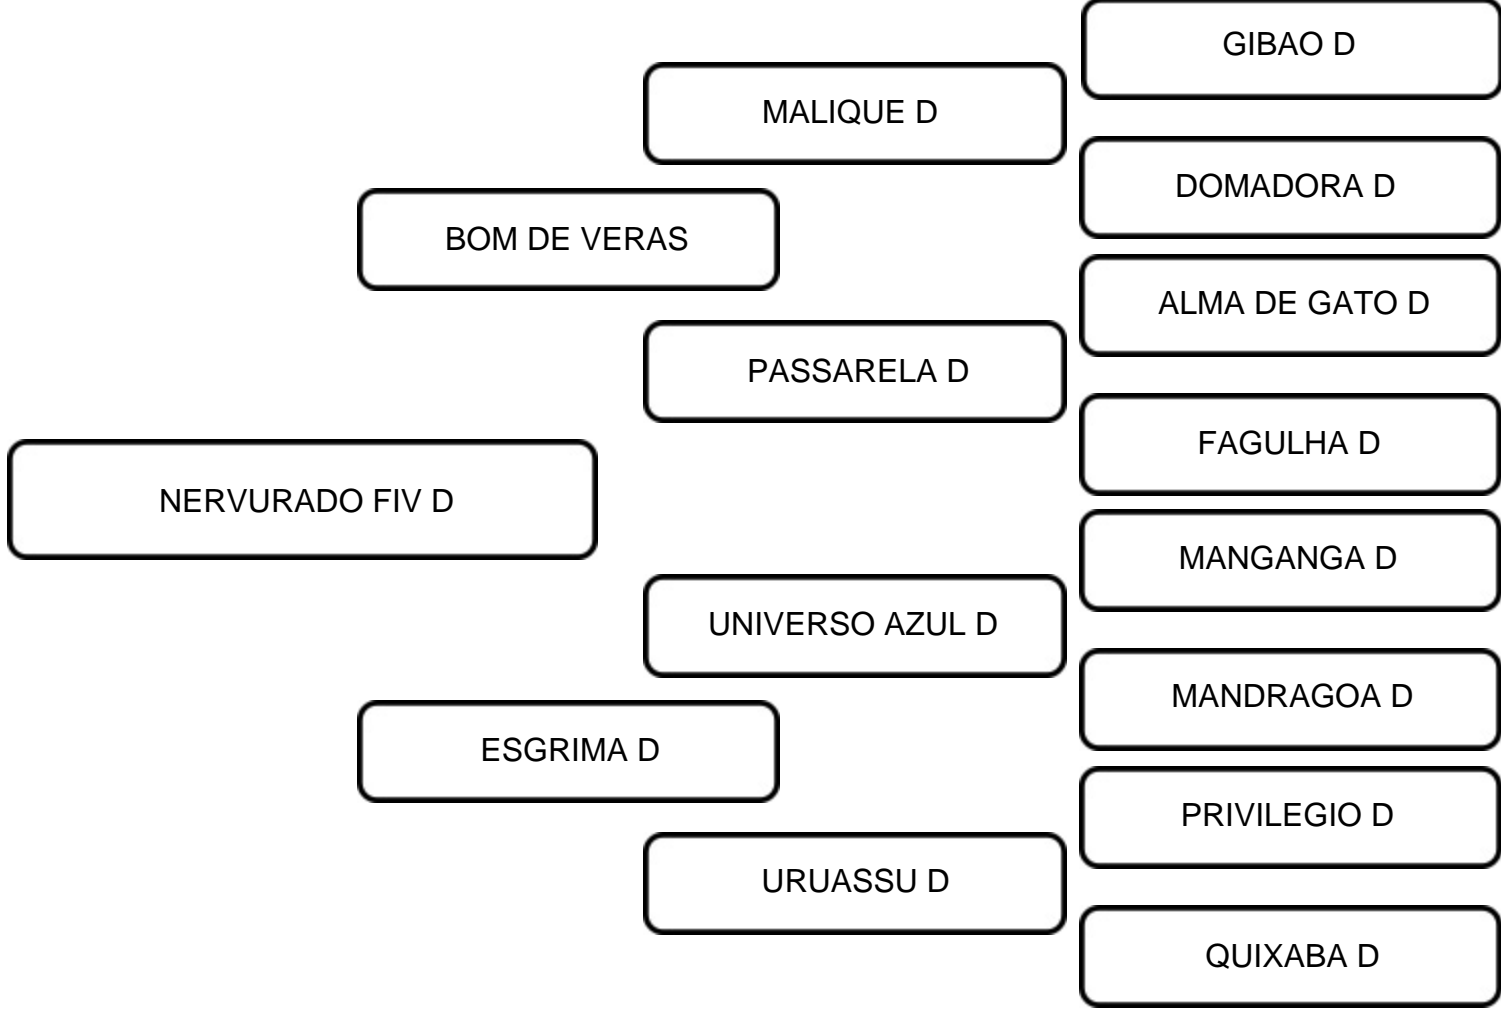 GIBAO D
MALIQUE D
DOMADORA D
BOM DE VERAS
ALMA DE GATO D
PASSARELA D
FAGULHA D
NERVURADO FIV D
MANGANGA D
UNIVERSO AZUL D
MANDRAGOA D
ESGRIMA D
PRIVILEGIO D
URUASSU D
QUIXABA D